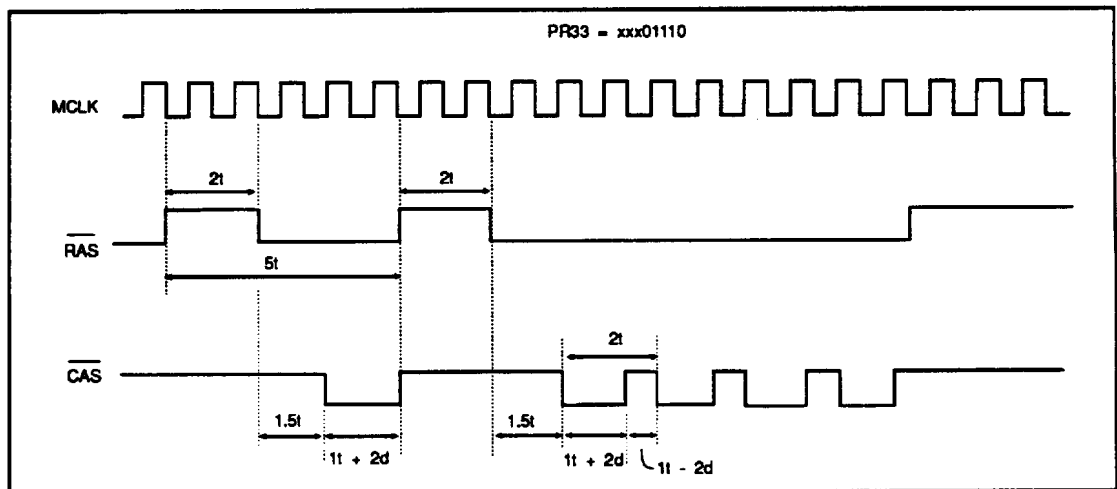 PR33 = xxx01110
MCLK
2t
2t
RAS
5t
2t
CAS
1.5t
1.5t
1t + 2d
1t + 2d
1t - 2d